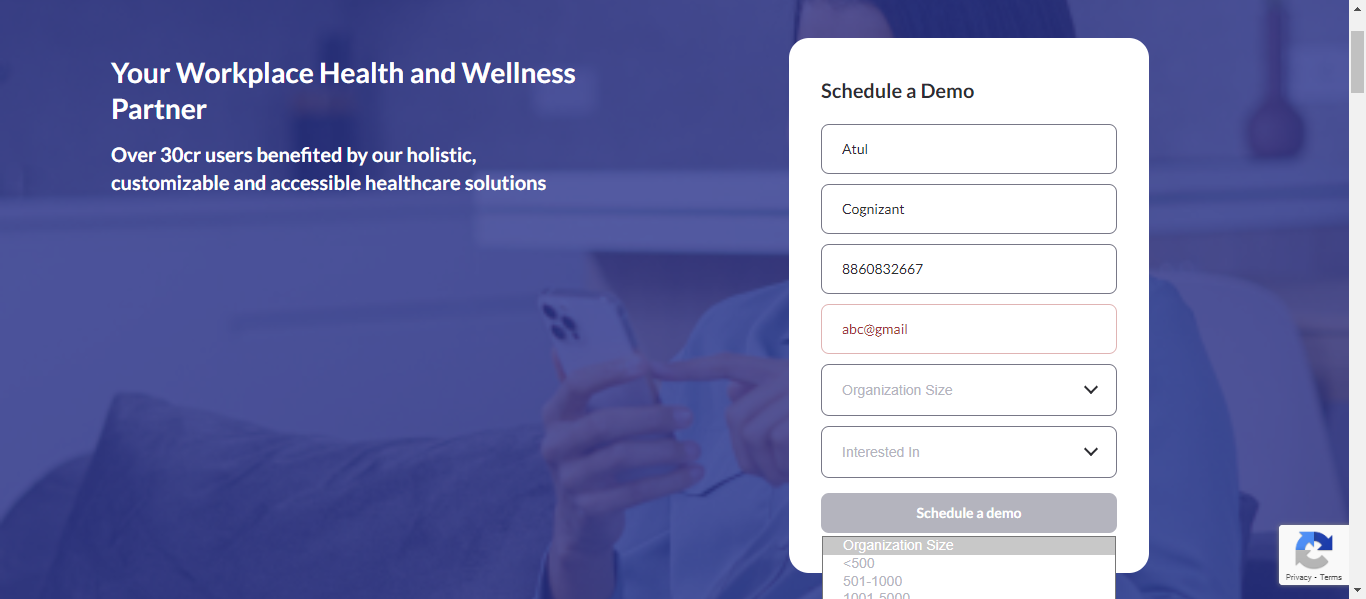 Your Workplace Health and Wellness
Partner
Over 30cr users benefited by our holistic,
customizable and accessible healthcare solutions
Schedule a Demo
Atul
Cognizant
8860832667
abc@gmail
Organization Size
Interested In
Schedule a demo
Organization Size
<500
501-1000
1001-5000
Privacy - Terms